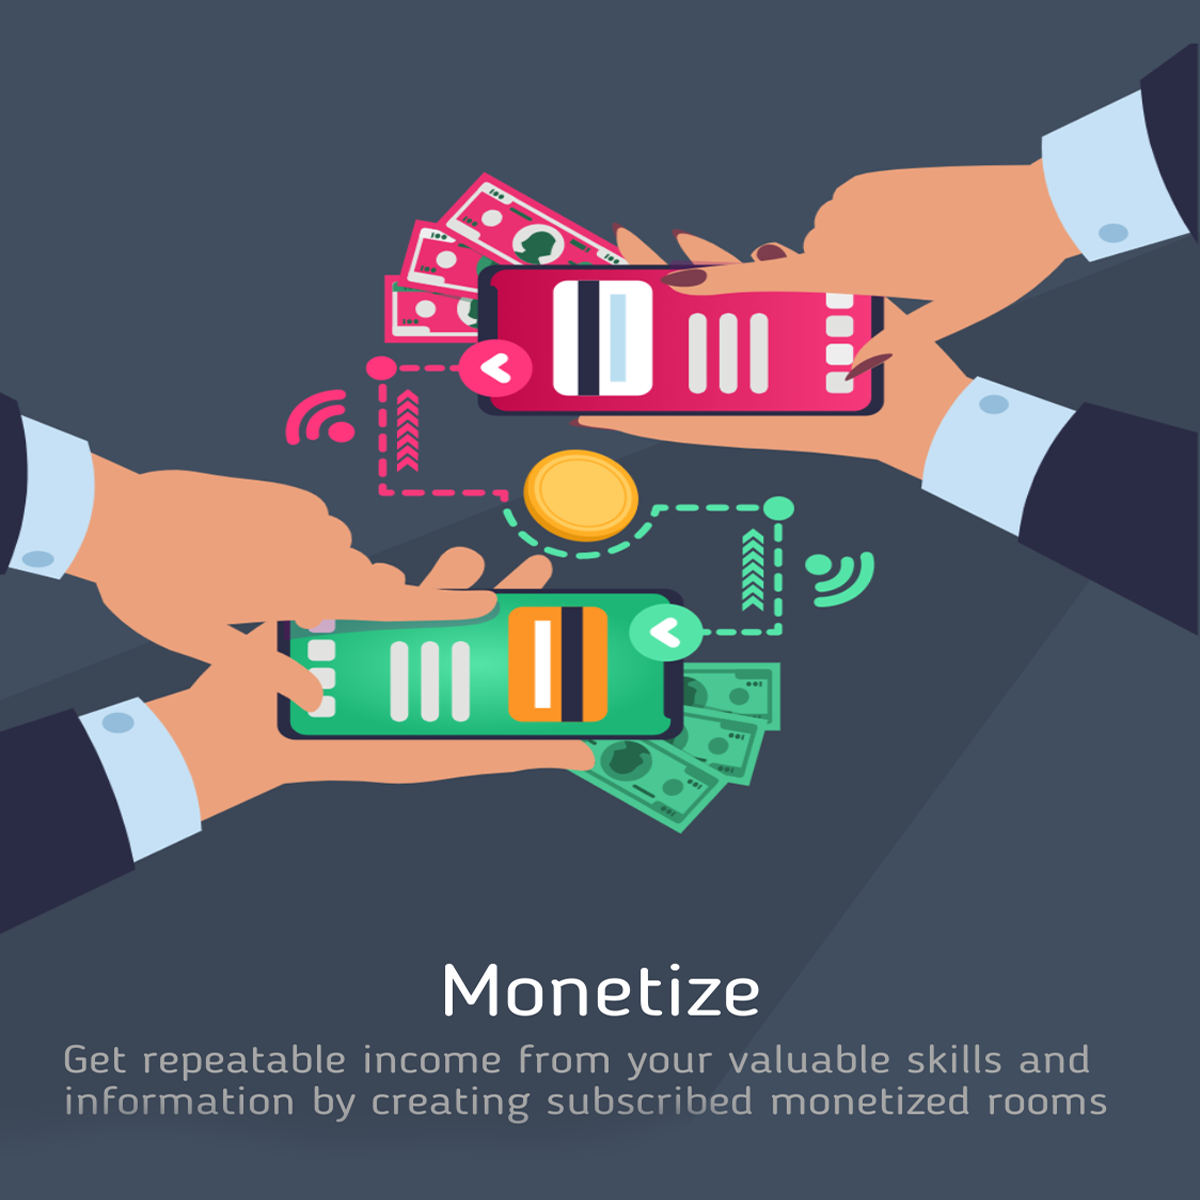 Monetize
Get repeatable income from your valuable skills and
information by creating subscribed monetized rooms